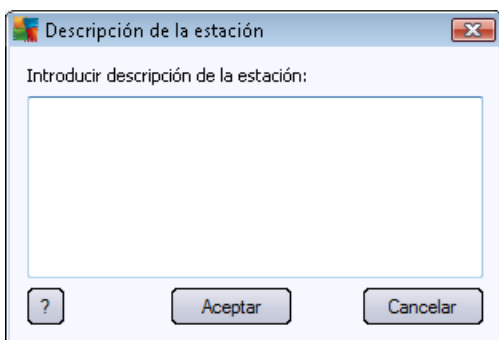 Descripción de la estación
Introducir descripción de la estación:
? Aceptar Cancelar